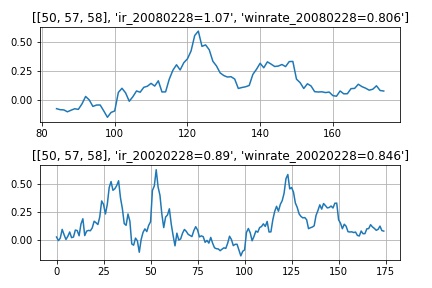 [[50, 57, 58], 'ir_20080228=1.07', 'winrate_20080228=0.806']
0.50
0.25
0.00
80 100 120 140 160
[[50, 57, 58], 'ir_20020228=0.89', 'winrate_20020228=0.846']
0.50
0.25
0.00
0 25 50 75 100 125 150 175